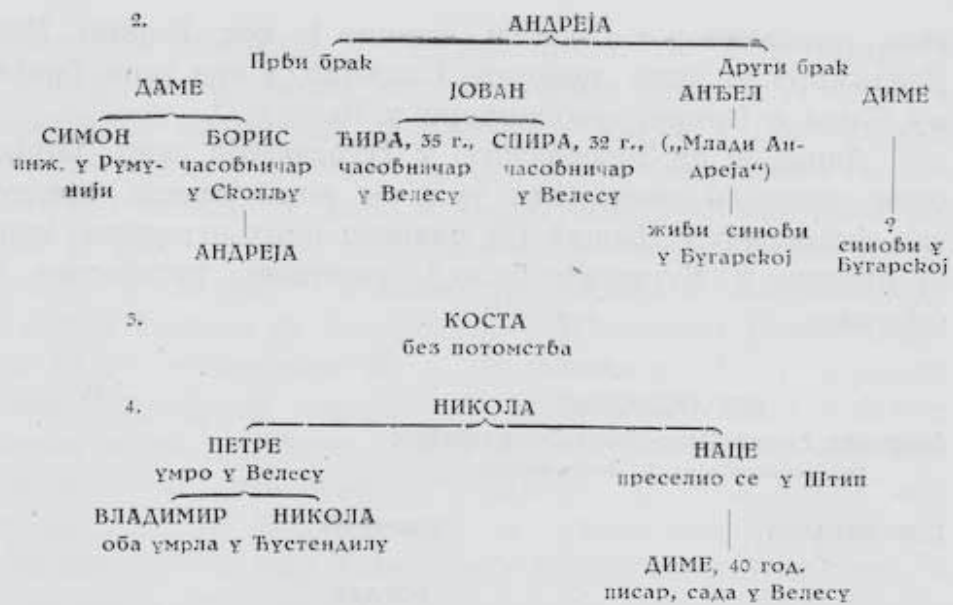 2.
АНДРЕЈА
Први брак Други брак
ДАМЕ ЈОВАН АНЂЕЛ ДИМЕ
СИМОН БОРИС ЋИРА, 35 г., СПИРА, 32 г., („Млади Ан-
инж. у Руму- часовничар часовничар часовничар дреја“)
нији у Скопљу у Велесу у Велесу
живи синови ?
АНДРЕЈА у Бугарској синови у
Бугарској
3. КОСТА
без потомства
4. НИКОЛА
ПЕТРЕ НАЦЕ
умро у Велесу преселио се у Штип
ВЛАДИМИР НИКОЛА
оба умрла у Ћустендилу
ДИМЕ, 40 год.
писар, сада у Велесу